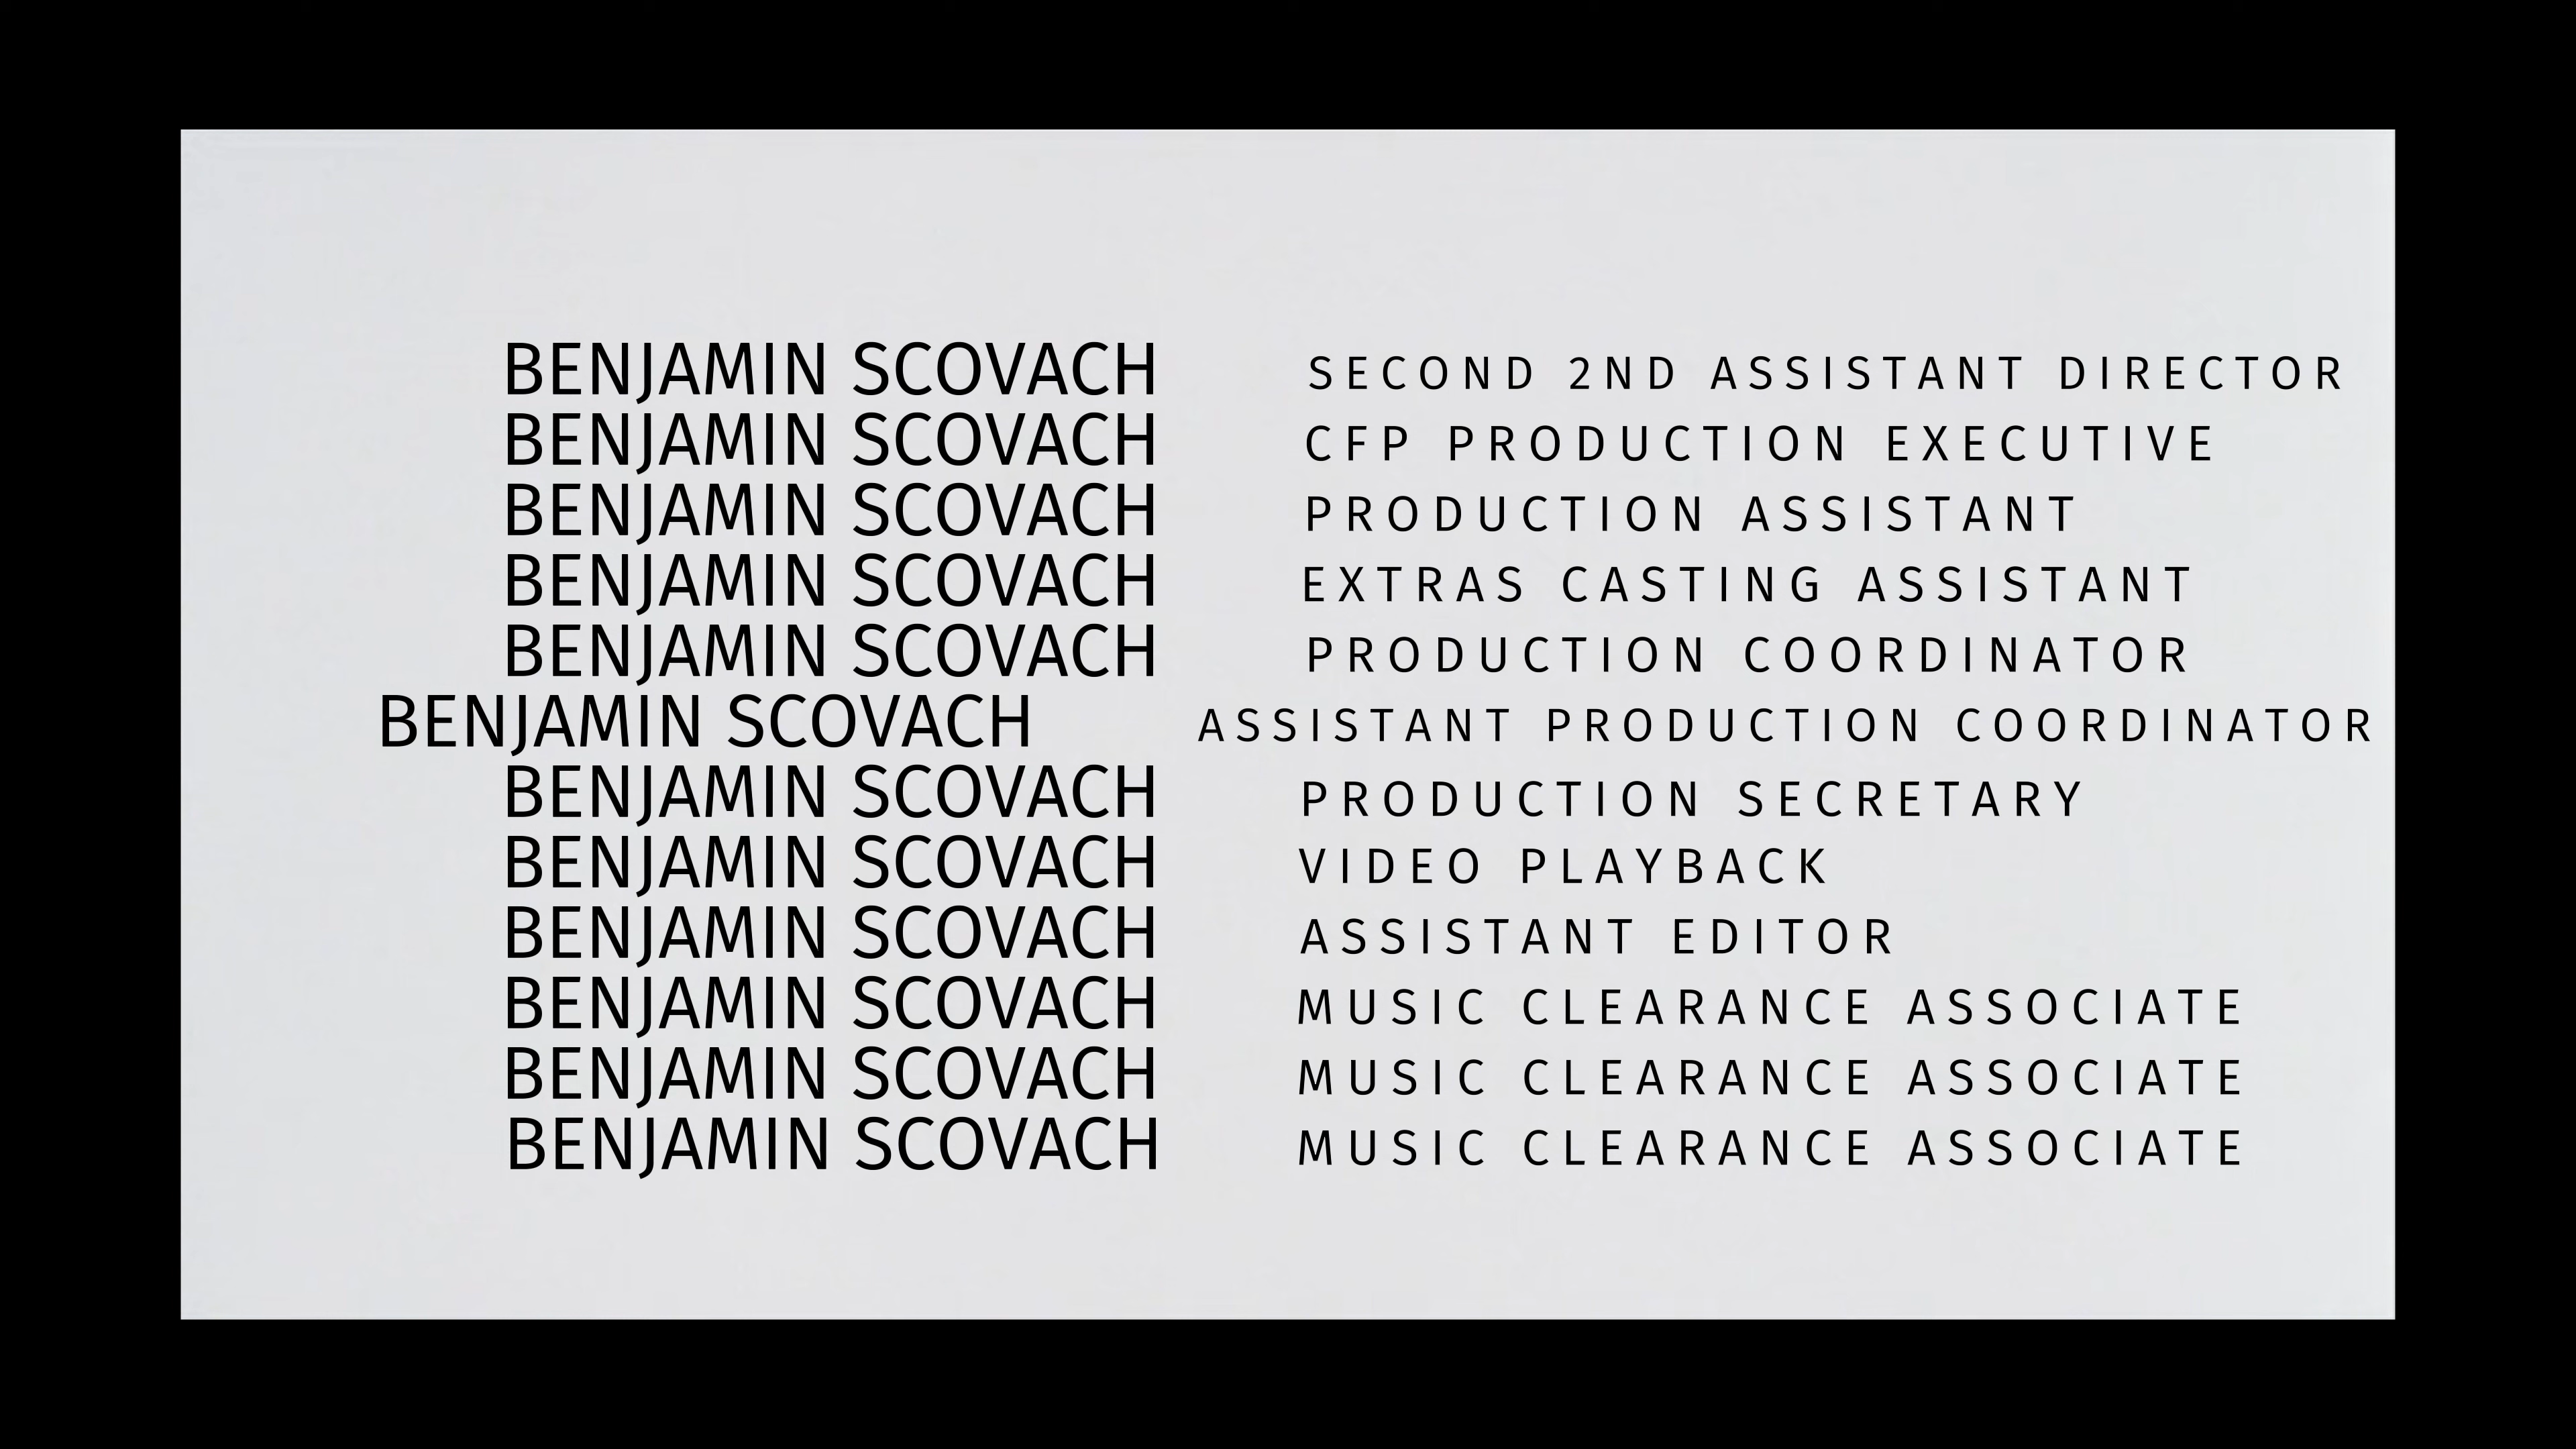 BENJAMIN SCOVACH SECOND 2ND ASSISTANT DIRECTOR
BENJAMIN SCOVACH CFP PRODUCTION EXECUTIVE
BENJAMIN SCOVACH PRODUCTION ASSISTANT
BENJAMIN SCOVACH EXTRAS CASTING ASSISTANT
BENJAMIN SCOVACH PRODUCTION COORDINATOR
BENJAMIN SCOVACH ASSISTANT PRODUCTION COORDINATOR
BENJAMIN SCOVACH PRODUCTION SECRETARY
BENJAMIN SCOVACH VIDEO PLAYBACK
BENJAMIN SCOVACH ASSISTANT EDITOR
BENJAMIN SCOVACH MUSIC CLEARANCE ASSOCIATE
BENJAMIN SCOVACH MUSIC CLEARANCE ASSOCIATE
BENJAMIN SCOVACH MUSIC CLEARANCE ASSOCIATE